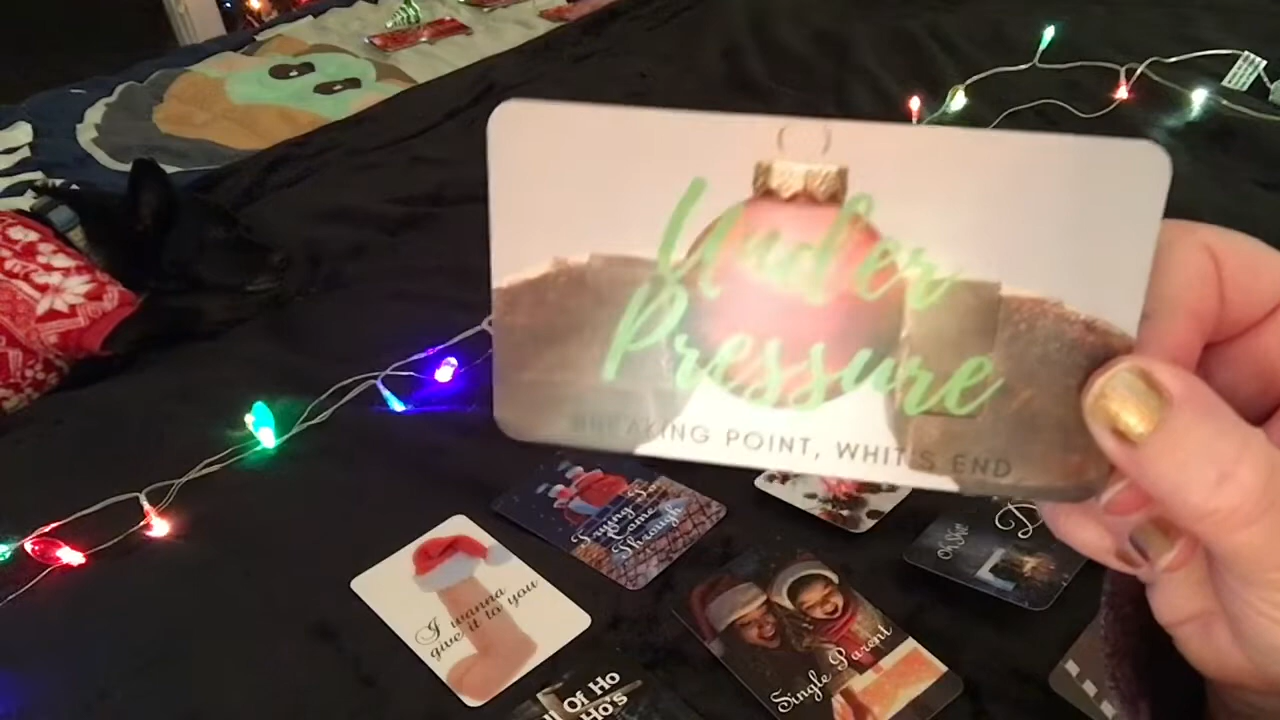 Under
Pressure
BREAKING POINT, WHIT'S END
Trying To
Come
Through
Oh Shit!
I wanna
give it to you
Single Parent
Of Ho
Ho's